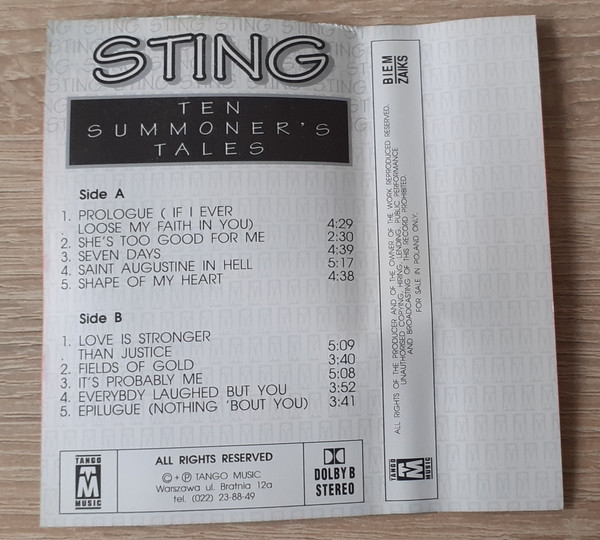 STING
TEN
SUMMONER'S
TALES
Side A
1. PROLOGUE ( IF I EVER
LOOSE MY FAITH IN YOU) 4:29
2. SHE'S TOO GOOD FOR ME 2:30
3. SEVEN DAYS 4:39
4. SAINT AUGUSTINE IN HELL 5:17
5. SHAPE OF MY HEART 4:38
Side B
1. LOVE IS STRONGER
THAN JUSTICE 5:09
2. FIELDS OF GOLD 3:40
3. IT'S PROBABLY ME 5:08
4. EVERYBDY LAUGHED BUT YOU 3:52
5. EPILUGUE (NOTHING 'BOUT YOU) 3:41
TANGO
M
MUSIC
ALL RIGHTS RESERVED
© + ℗ TANGO MUSIC
Warszawa ul. Bratnia 12a
tel. (022) 23-88-49
DOLBY B
STEREO
BIEM
ZAIKS
ALL RIGHTS OF THE PRODUCER AND OF THE OWNER OF THE WORK REPRODUCED RESERVED.
UNAUTHORISED COPYING, HIRING, LENDING, PUBLIC PERFORMANCE
AND BROADCASTING OF THIS RECORD PROHIBITED.
FOR SALE IN POLAND ONLY.
TANGO
M
MUSIC